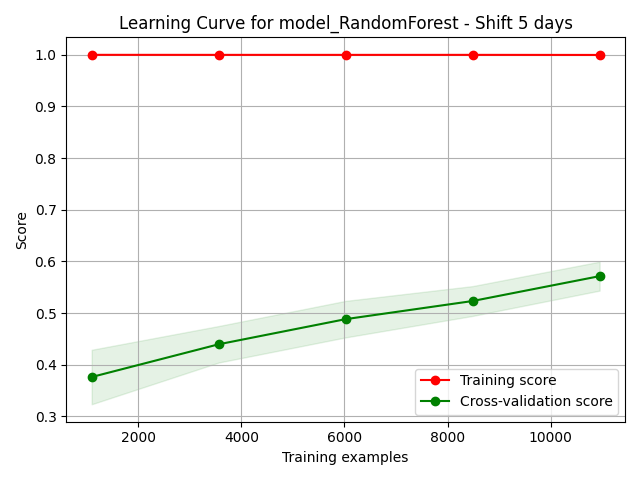 Learning Curve for model_RandomForest - Shift 5 days
Score
1.0
0.9
0.8
0.7
0.6
0.5
0.4
0.3
Training score
Cross-validation score
2000 4000 6000 8000 10000
Training examples